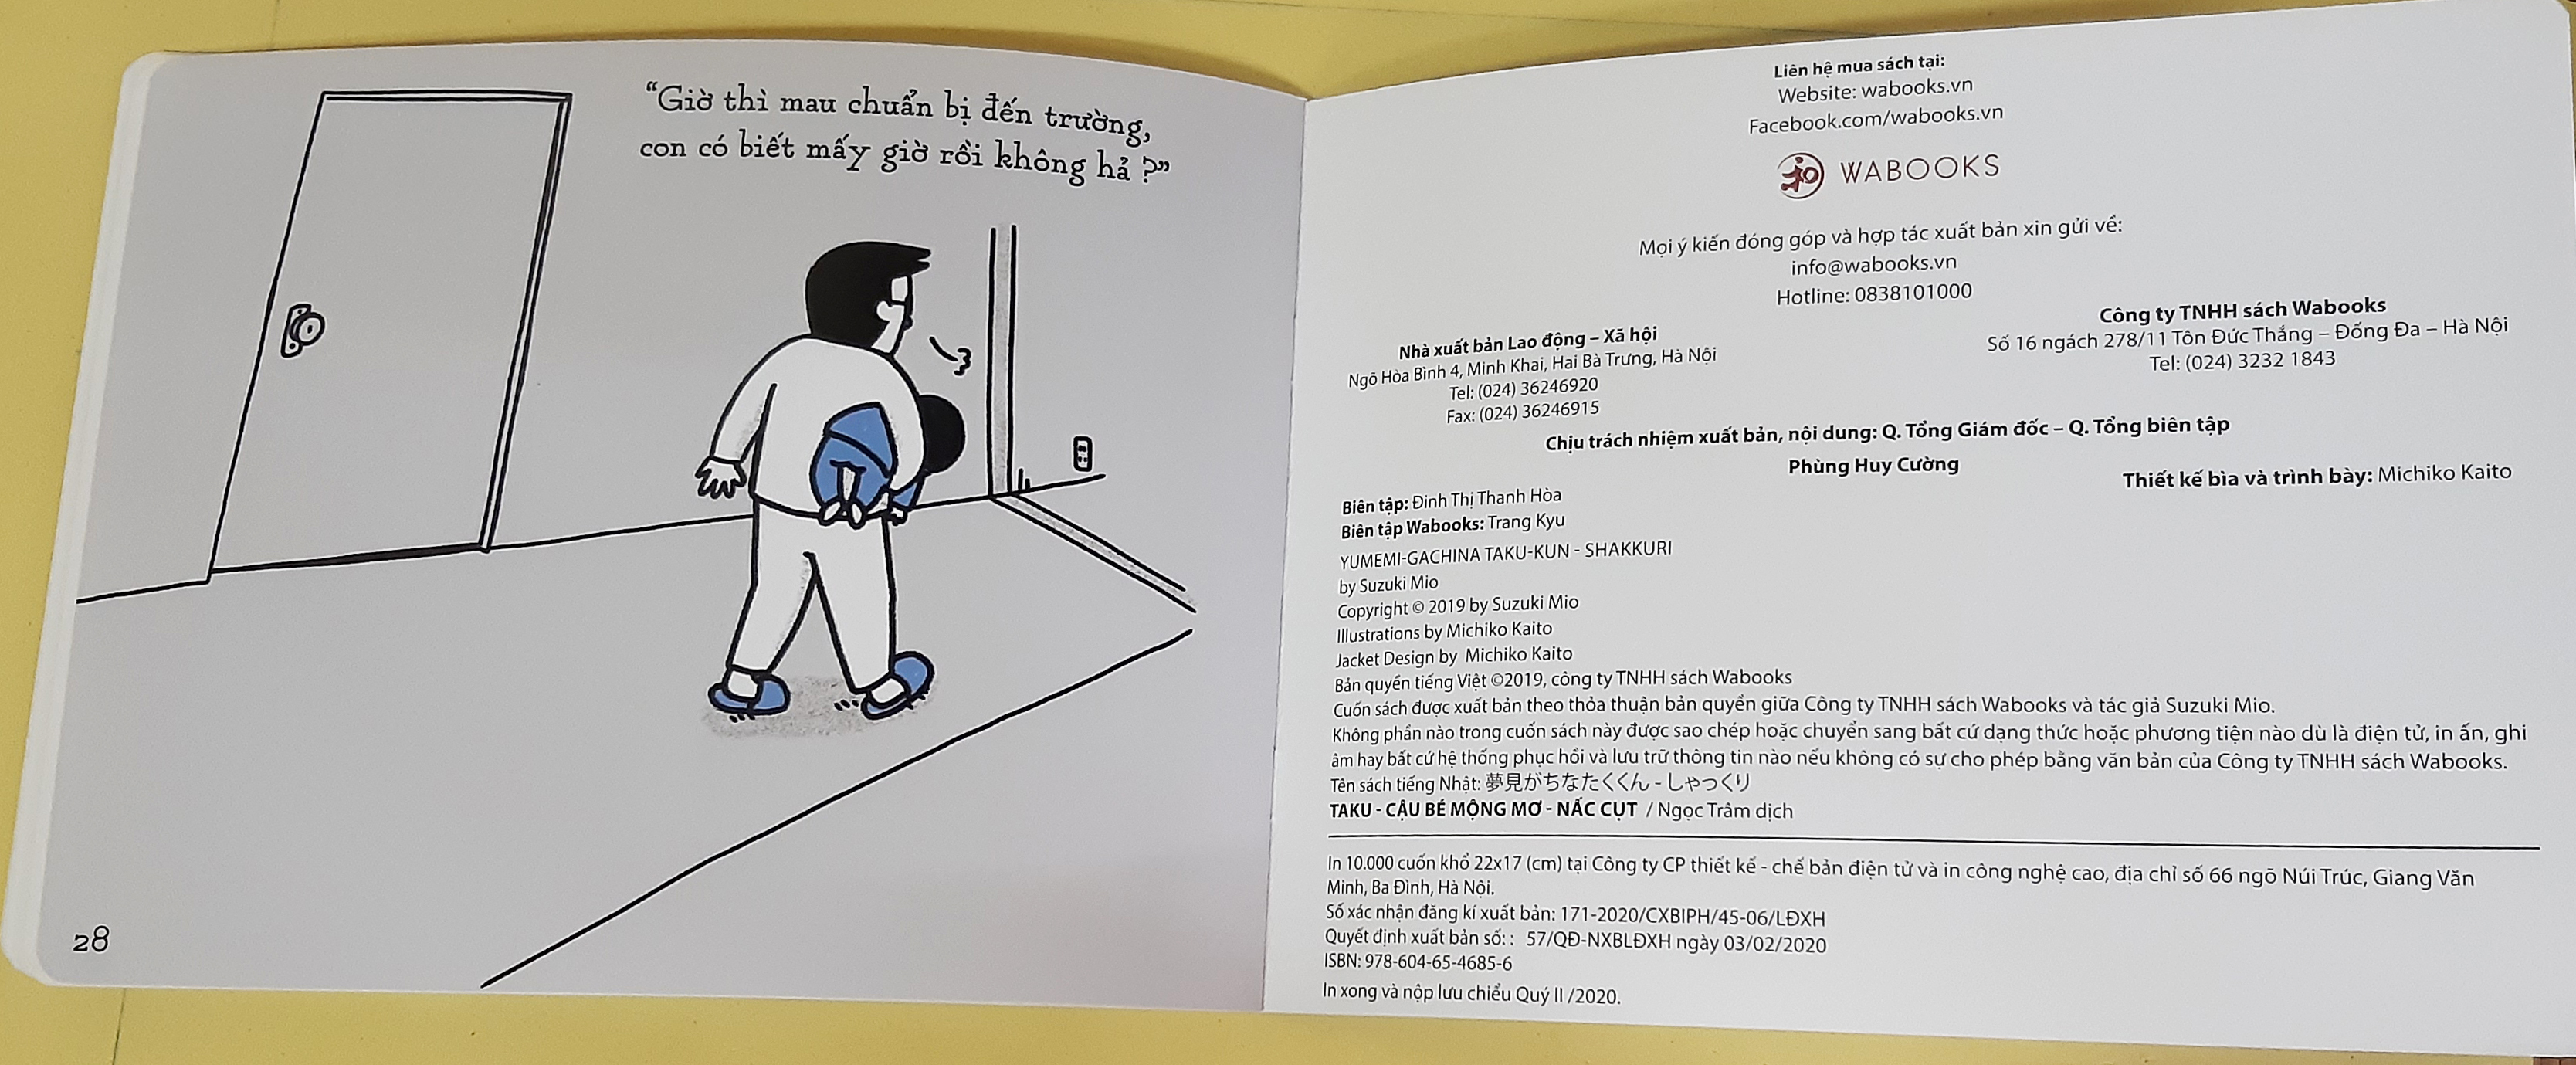 “Giờ thì mau chuẩn bị đến trường,
con có biết mấy giờ rồi không hả ?”
28
Liên hệ mua sách tại:
Website: wabooks.vn
Facebook.com/wabooks.vn
WABOOKS
Mọi ý kiến đóng góp và hợp tác xuất bản xin gửi về:
info@wabooks.vn
Hotline: 0838101000
Nhà xuất bản Lao động – Xã hội
Ngõ Hòa Bình 4, Minh Khai, Hai Bà Trưng, Hà Nội
Tel: (024) 36246920
Fax: (024) 36246915
Công ty TNHH sách Wabooks
Số 16 ngách 278/11 Tôn Đức Thắng – Đống Đa – Hà Nội
Tel: (024) 3232 1843
Chịu trách nhiệm xuất bản, nội dung: Q. Tổng Giám đốc – Q. Tổng biên tập
Phùng Huy Cường
Biên tập: Đinh Thị Thanh Hòa
Biên tập Wabooks: Trang Kyu
Thiết kế bìa và trình bày: Michiko Kaito
YUMEMI-GACHINA TAKU-KUN - SHAKKURI
by Suzuki Mio
Copyright © 2019 by Suzuki Mio
Illustrations by Michiko Kaito
Jacket Design by Michiko Kaito
Bản quyền tiếng Việt ©2019, công ty TNHH sách Wabooks
Cuốn sách được xuất bản theo thỏa thuận bản quyền giữa Công ty TNHH sách Wabooks và tác giả Suzuki Mio.
Không phần nào trong cuốn sách này được sao chép hoặc chuyển sang bất cứ dạng thức hoặc phương tiện nào dù là điện tử, in ấn, ghi
âm hay bất cứ hệ thống phục hồi và lưu trữ thông tin nào nếu không có sự cho phép bằng văn bản của Công ty TNHH sách Wabooks.
Tên sách tiếng Nhật: 夢見がちなたくくん - しゃっくり
TAKU - CẬU BÉ MỘNG MƠ - NẤC CỤT / Ngọc Trâm dịch
In 10.000 cuốn khổ 22x17 (cm) tại Công ty CP thiết kế - chế bản điện tử và in công nghệ cao, địa chỉ số 66 ngõ Núi Trúc, Giang Văn
Minh, Ba Đình, Hà Nội.
Số xác nhận đăng kí xuất bản: 171-2020/CXBIPH/45-06/LĐXH
Quyết định xuất bản số: : 57/QĐ-NXBLĐXH ngày 03/02/2020
ISBN: 978-604-65-4685-6
In xong và nộp lưu chiểu Quý II /2020.